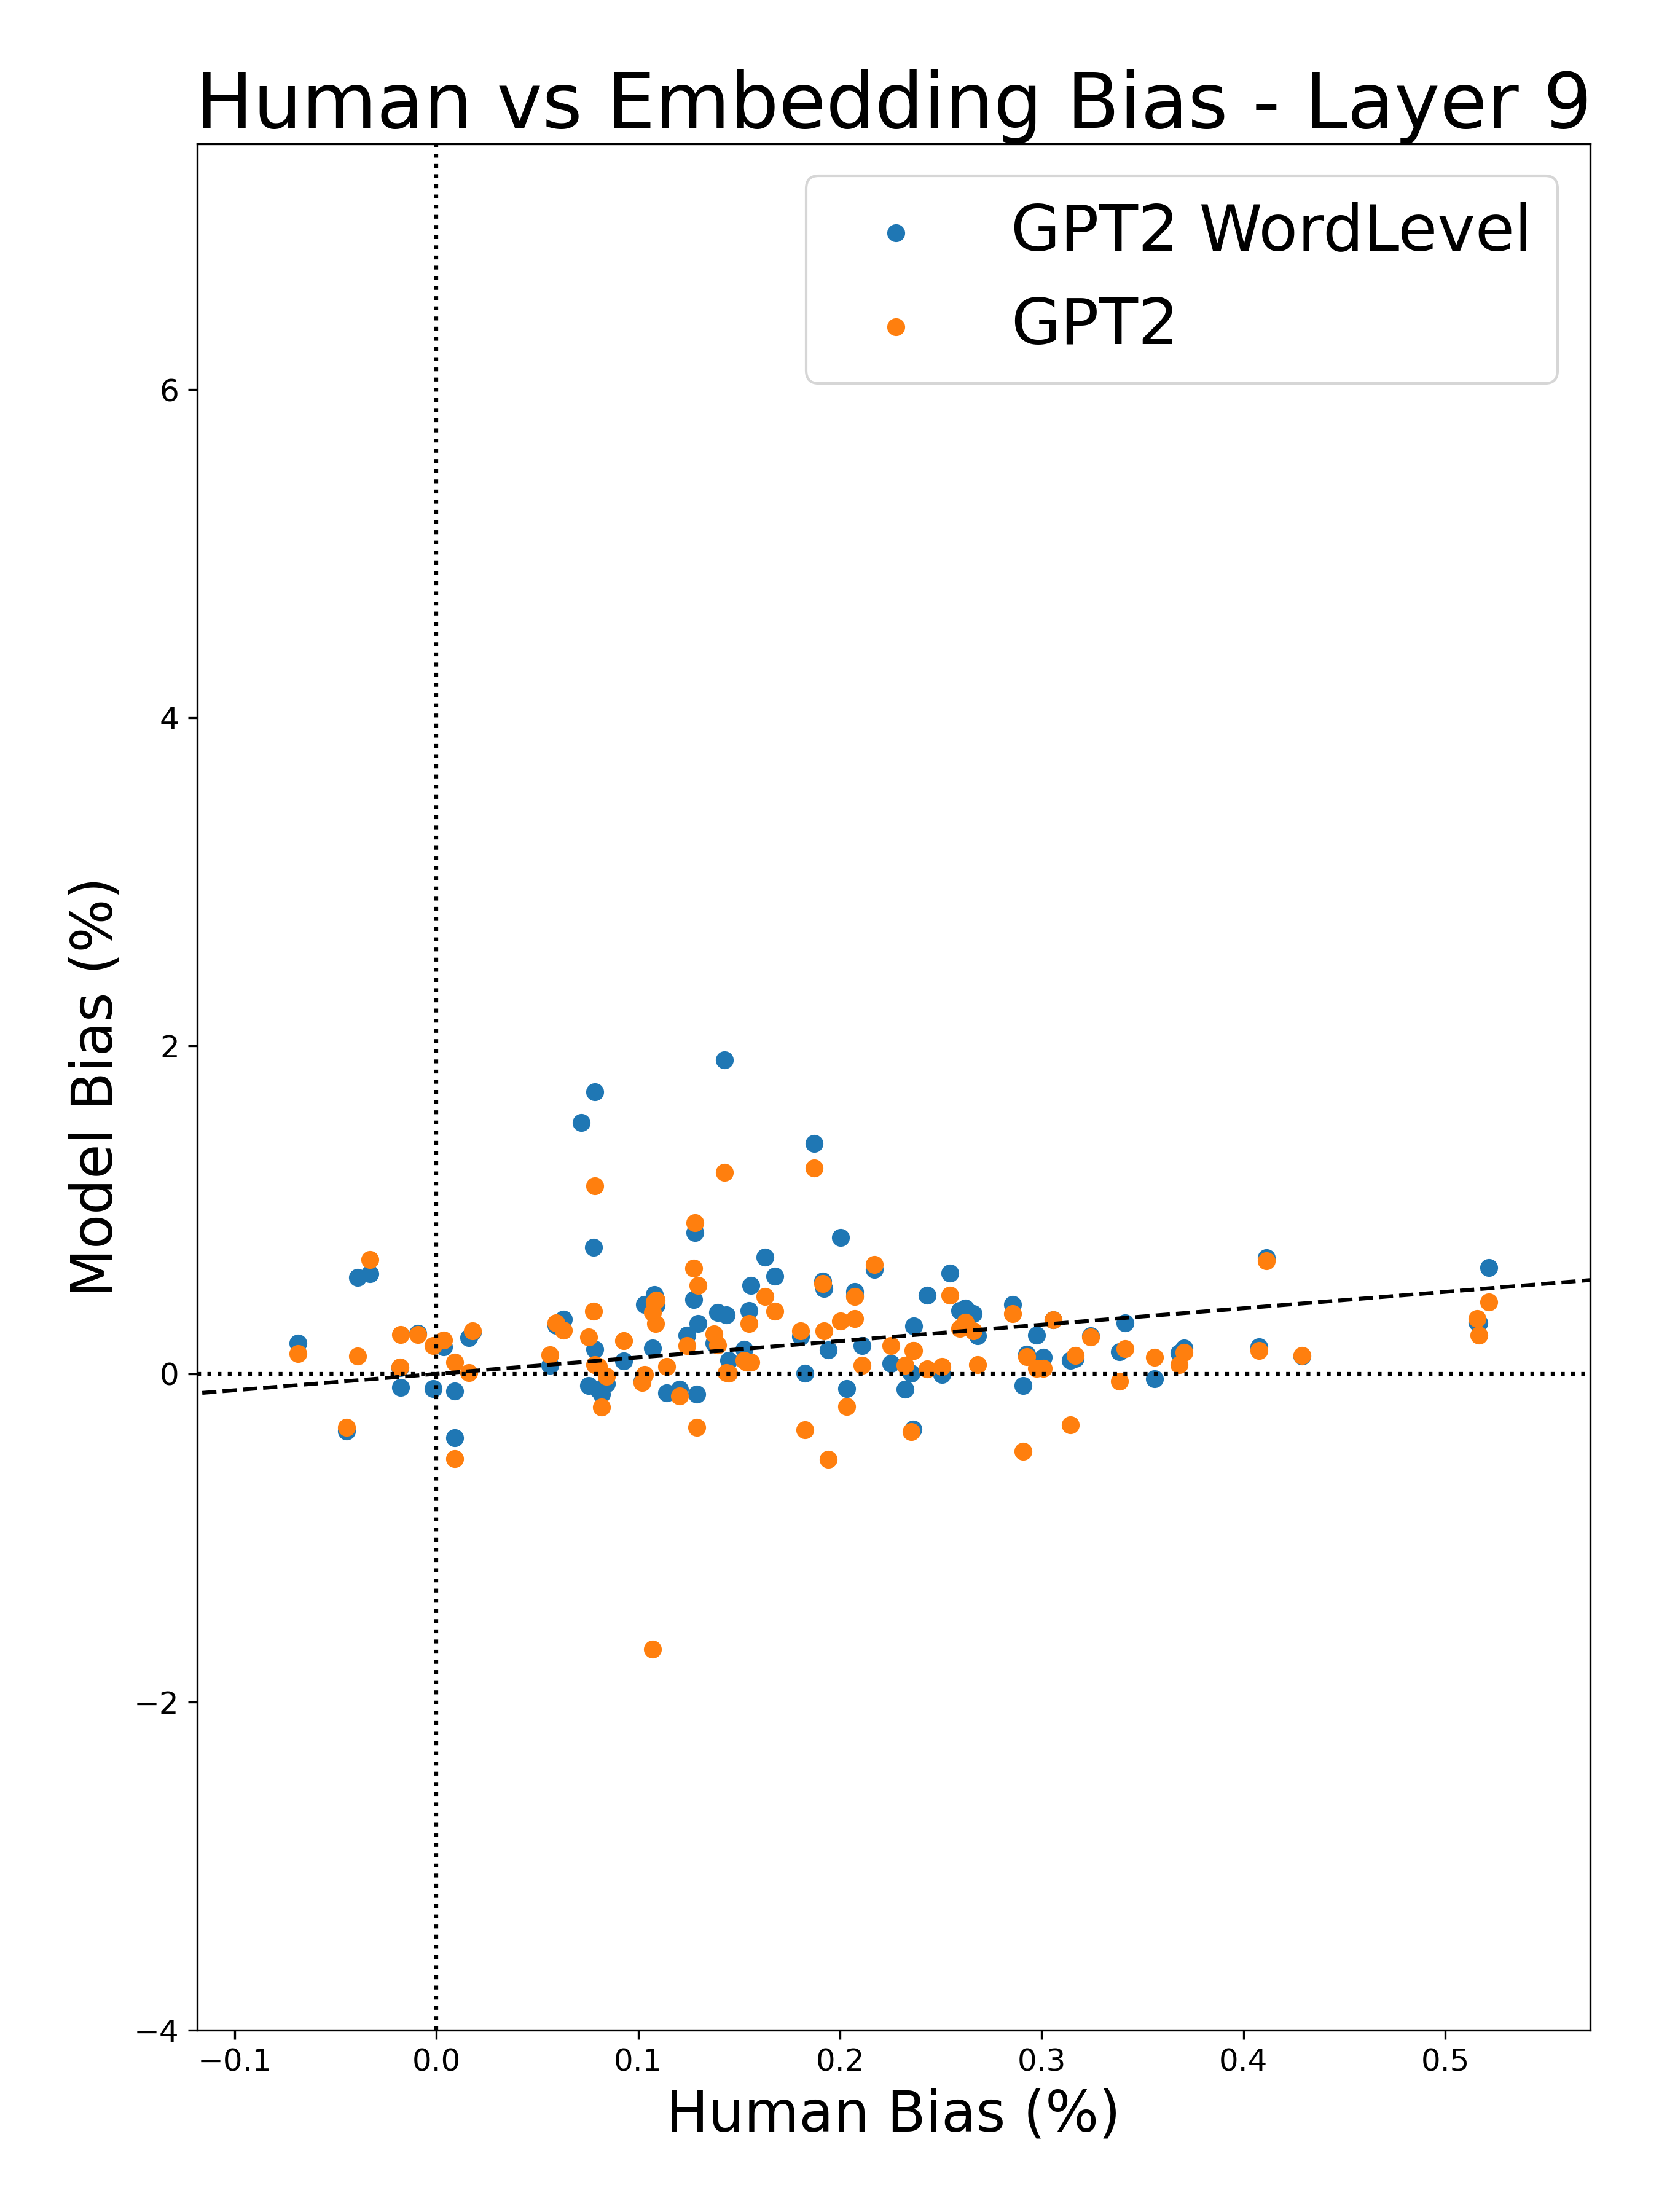 Human vs Embedding Bias - Layer 9
GPT2 WordLevel
GPT2
6
4
2
0
−2
−4
Model Bias (%)
−0.1 0.0 0.1 0.2 0.3 0.4 0.5
Human Bias (%)